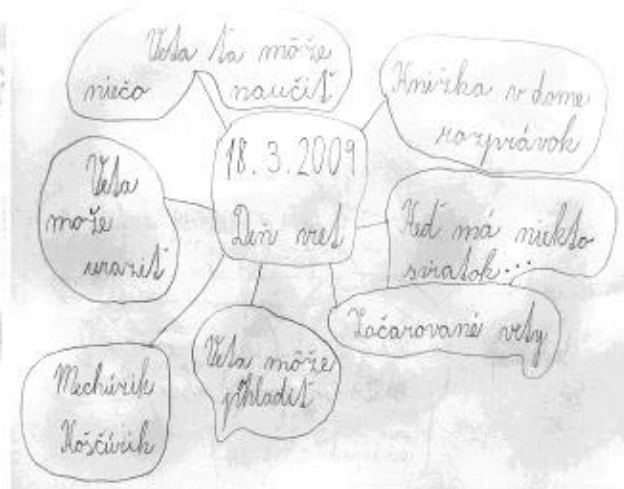 Veta ťa môže
niečo naučiť
Knižka v dome
rozprávok
18.3.2009
Deň viet
Veta
može
uraziť
Keď má niekto
sviatok...
Začarované vety
Veta môže
pohladiť
Mechúrik
Koščúrik